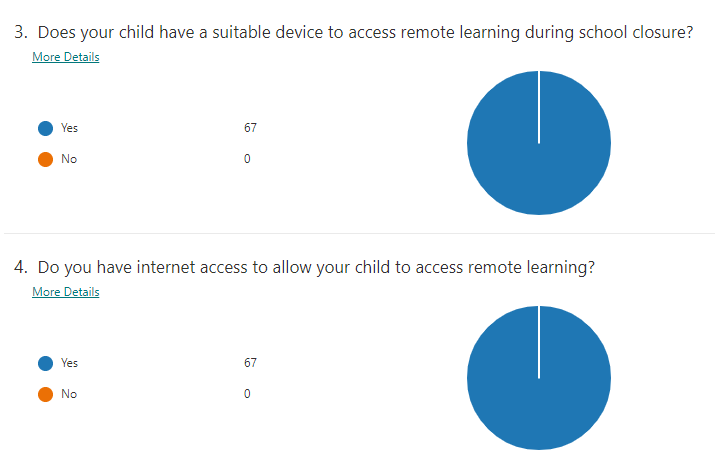 3. Does your child have a suitable device to access remote learning during school closure?
More Details
Yes 67
No 0
4. Do you have internet access to allow your child to access remote learning?
More Details
Yes 67
No 0